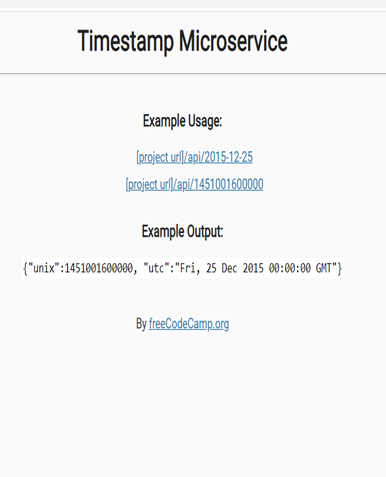 Timestamp Microservice
Example Usage:
[project url]/api/2015-12-25
[project url]/api/1451001600000
Example Output:
{"unix":1451001600000, "utc":"Fri, 25 Dec 2015 00:00:00 GMT"}
By freeCodeCamp.org